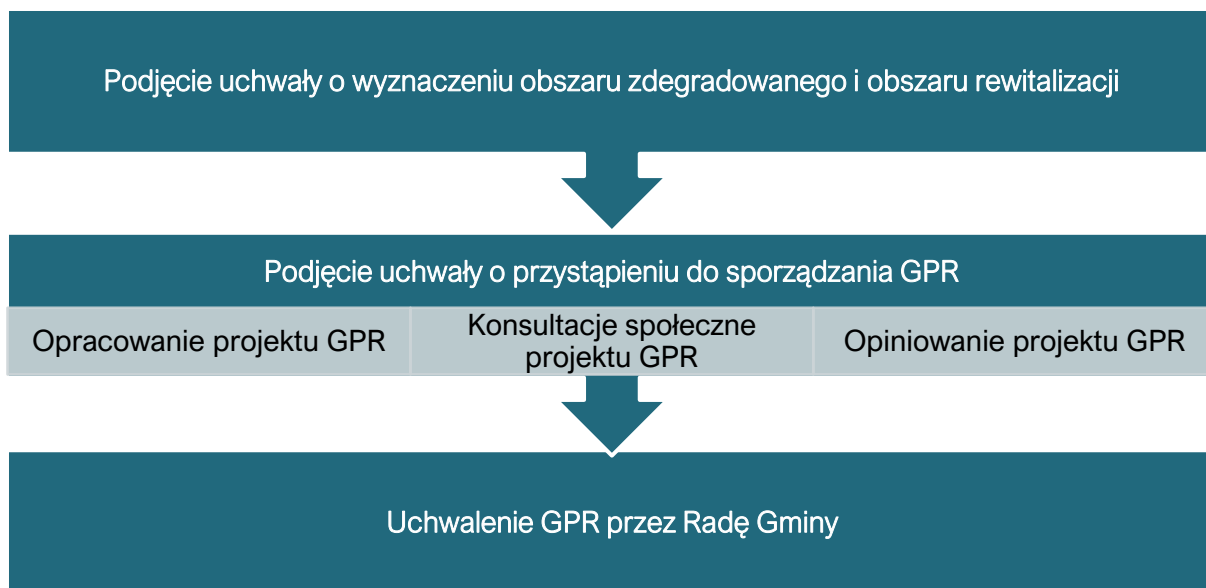 Podjęcie uchwały o wyznaczeniu obszaru zdegradowanego i obszaru rewitalizacji
Podjęcie uchwały o przystąpieniu do sporządzania GPR
Opracowanie projektu GPR
Konsultacje społeczne
projektu GPR
Opiniowanie projektu GPR
Uchwalenie GPR przez Radę Gminy